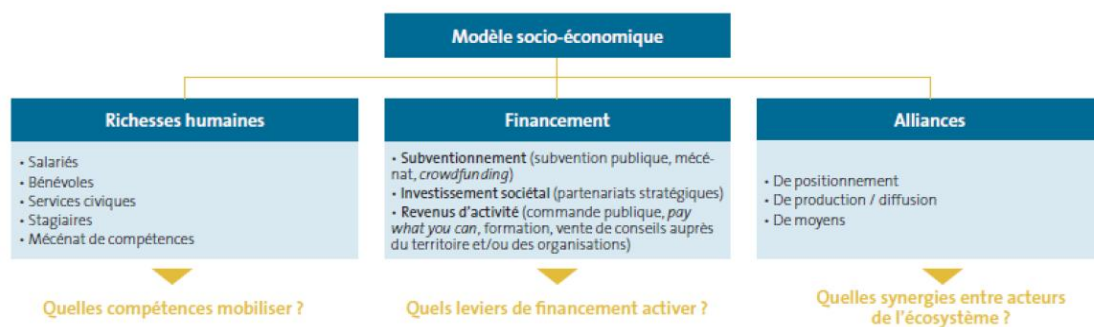 Modèle socio-économique
Richesses humaines
• Salariés
• Bénévoles
• Services civiques
• Stagiaires
• Mécénat de compétences
Quelles compétences mobiliser ?
Financement
• Subventionnement (subvention publique, mécé-
nat, crowdfunding)
• Investissement sociétal (partenariats stratégiques)
• Revenus d'activité (commande publique, pay
what you can, formation, vente de conseils auprès
du territoire et/ou des organisations)
Quels leviers de financement activer ?
Alliances
• De positionnement
• De production / diffusion
• De moyens
Quelles synergies entre acteurs
de l'écosystème ?